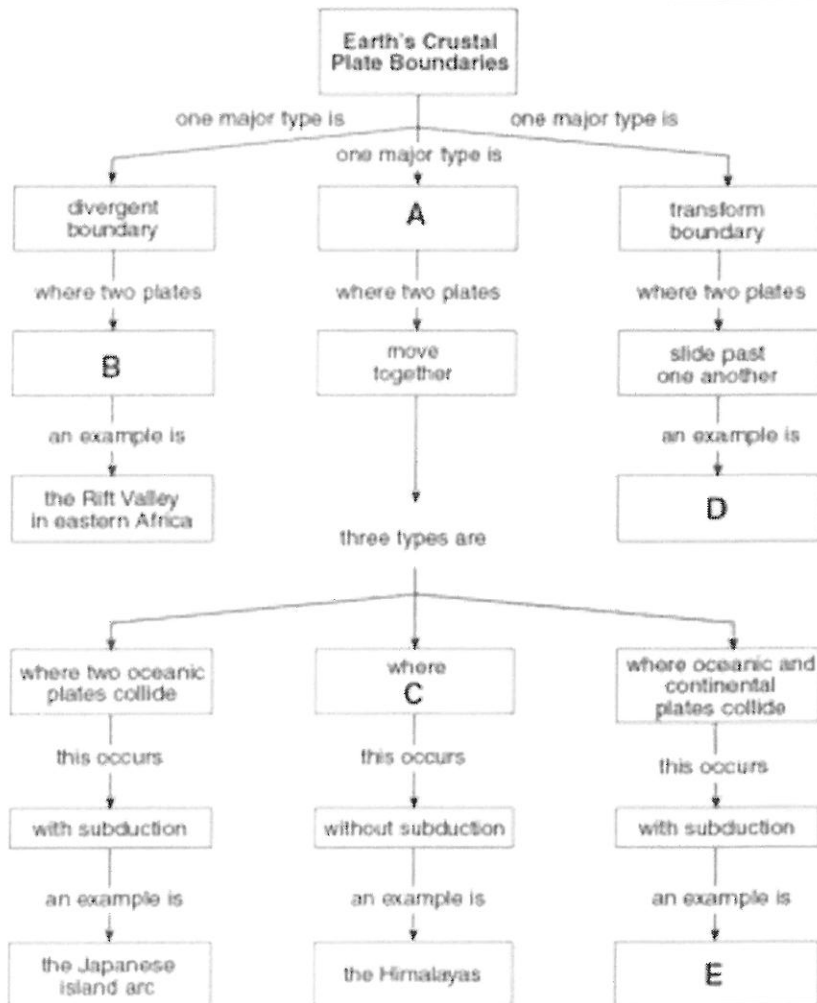 Earth's Crustal
Plate Boundaries
one major type is
one major type is
one major type is
divergent
boundary
A
transform
boundary
where two plates
where two plates
where two plates
B
move
together
slide past
one another
an example is
an example is
the Rift Valley
in eastern Africa
D
three types are
where two oceanic
plates collide
where
C
where oceanic and
continental
plates collide
this occurs
this occurs
this occurs
with subduction
without subduction
with subduction
an example is
an example is
an example is
the Japanese
island arc
the Himalayas
E